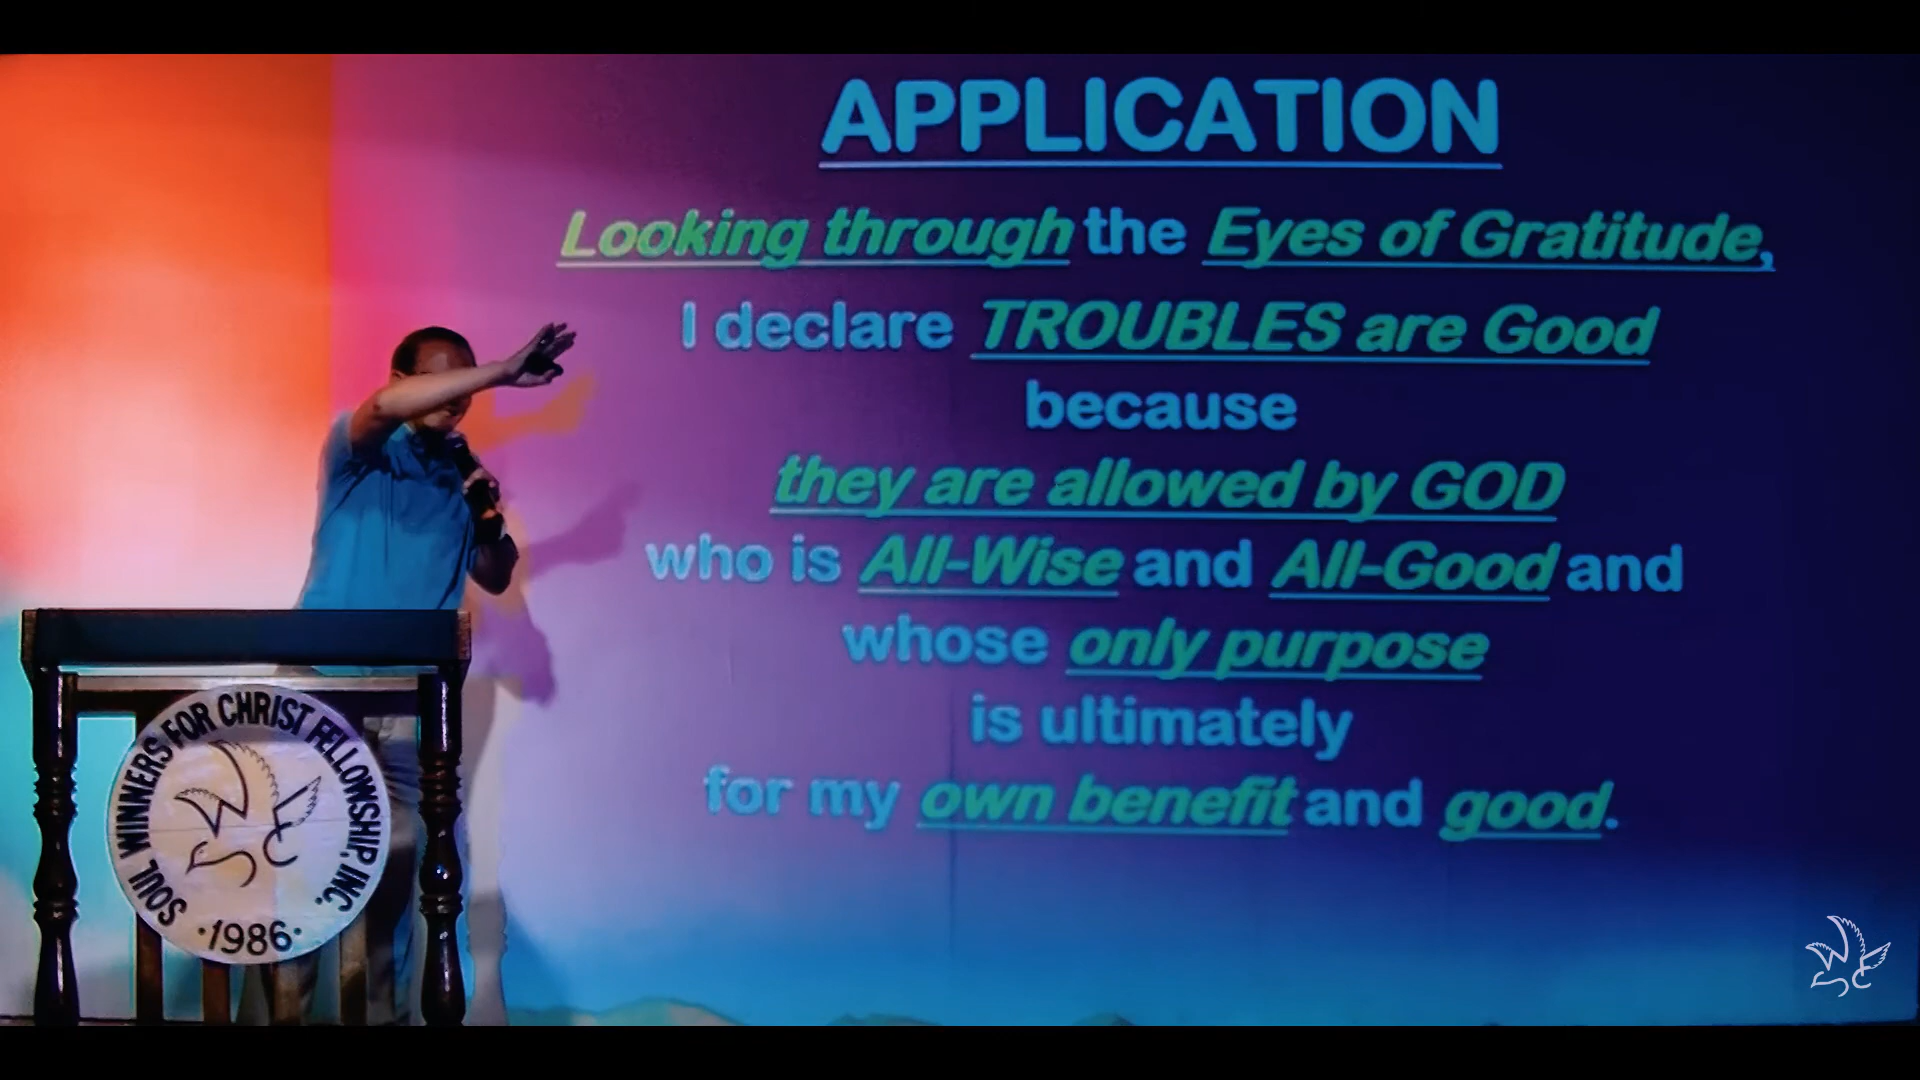 APPLICATION
Looking through the Eyes of Gratitude,
I declare TROUBLES are Good
because
they are allowed by GOD
who is All-Wise and All-Good and
whose only purpose
is ultimately
for my own benefit and good.
SOUL WINNERS FOR CHRIST FELLOWSHIP, INC.
SWFC
·1986·
SWFC